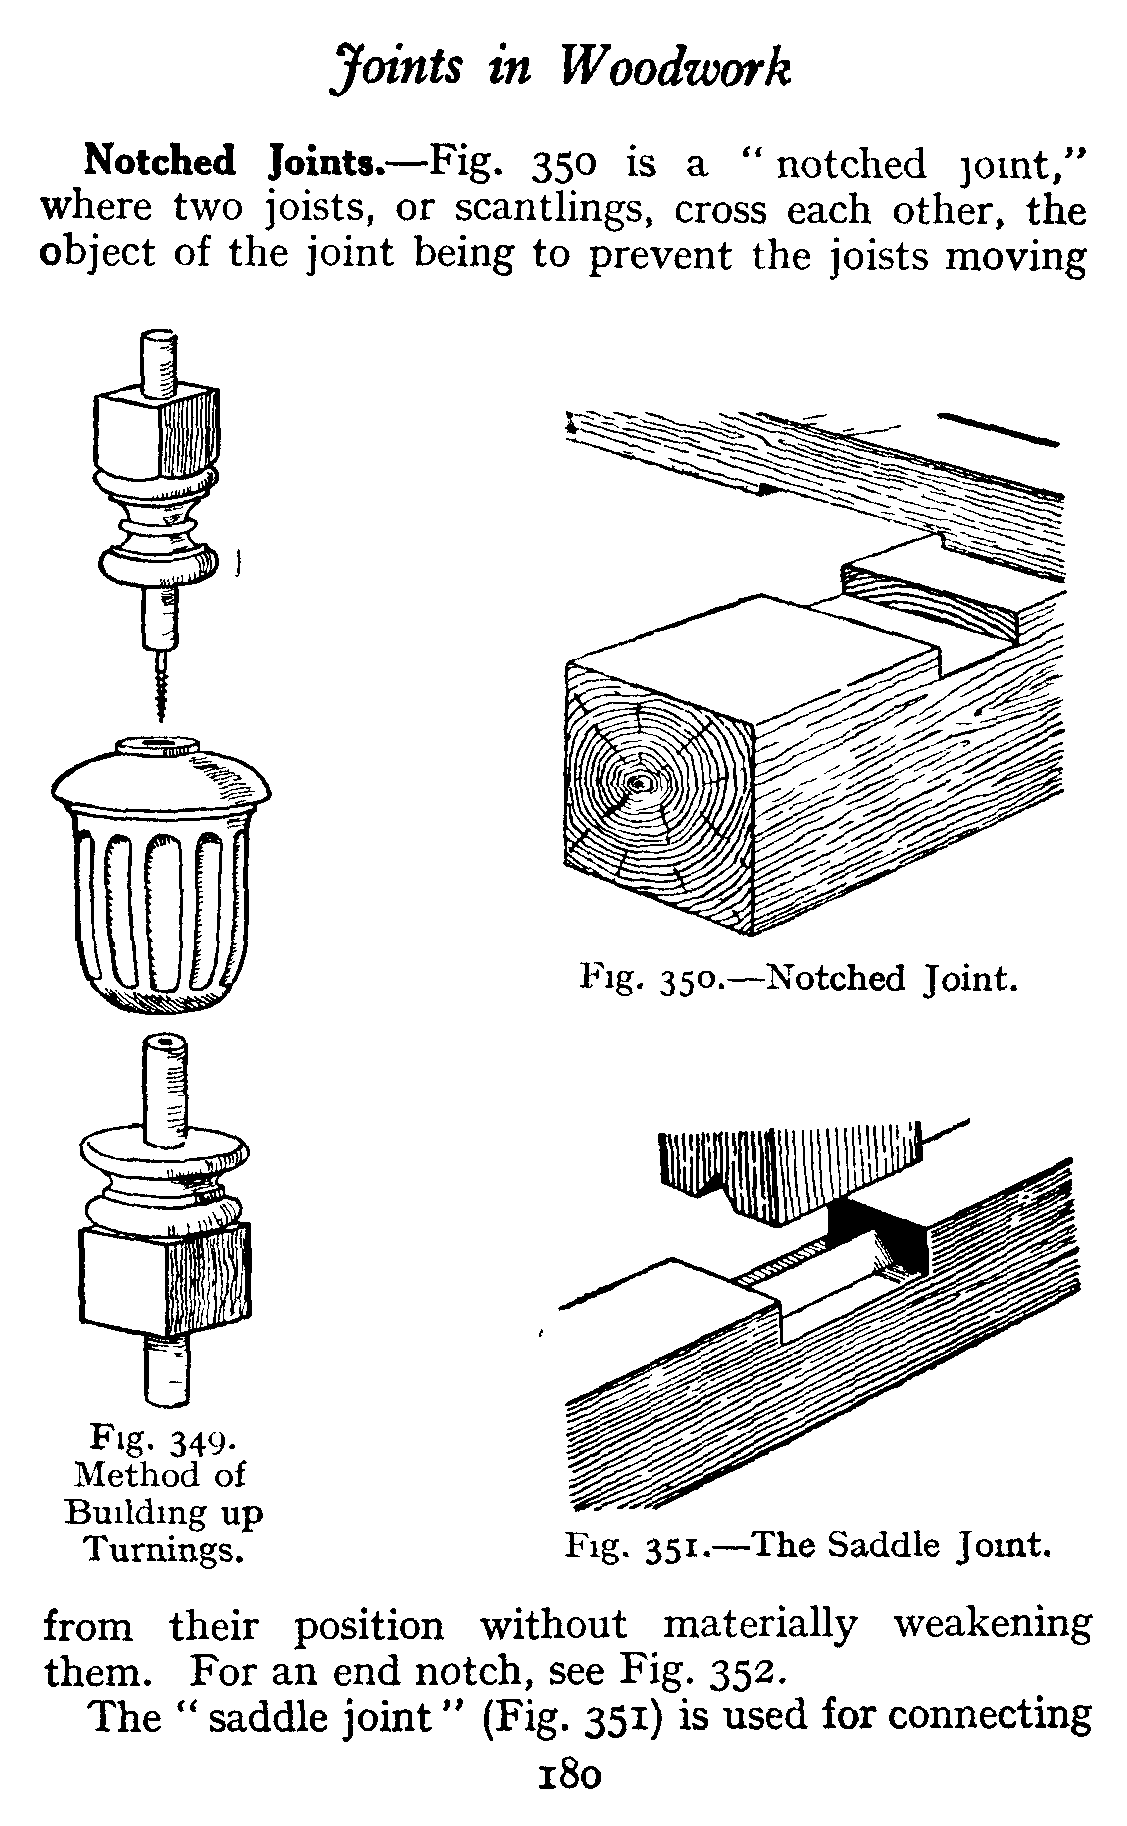 Joints in Woodwork
Notched Joints.—Fig. 350 is a “ notched joint,”
where two joists, or scantlings, cross each other, the
object of the joint being to prevent the joists moving
Fig. 350.—Notched Joint.
Fig. 349.
Method of
Building up
Turnings.
Fig. 351.—The Saddle Joint.
from their position without materially weakening
them. For an end notch, see Fig. 352.
The “ saddle joint ” (Fig. 351) is used for connecting
180